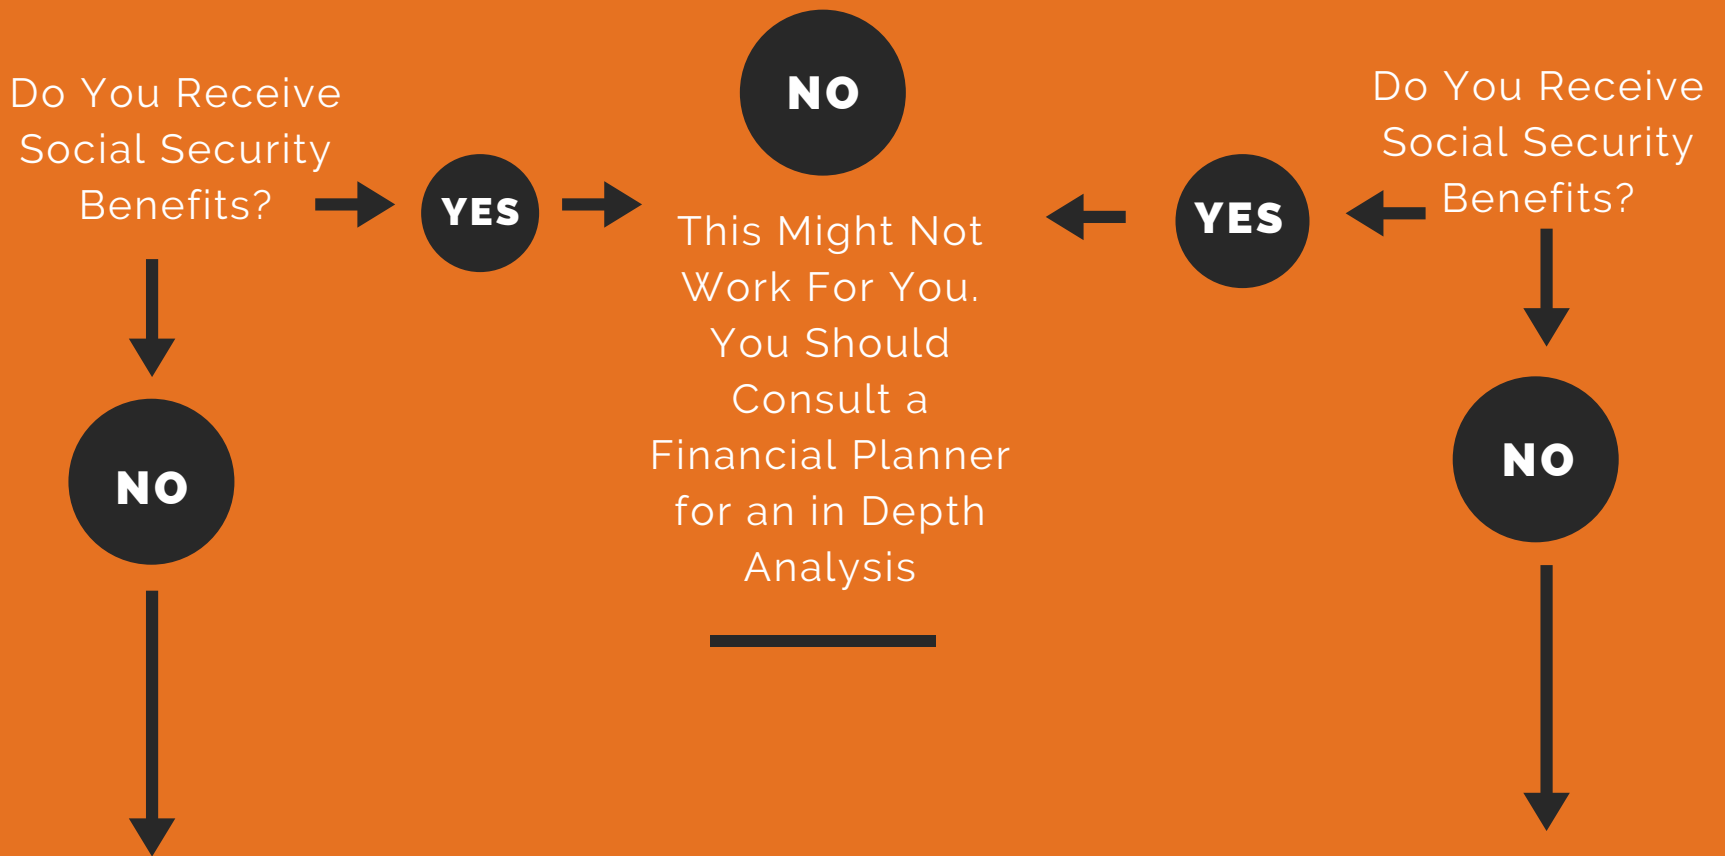 Do You Receive
Social Security
Benefits?
YES
NO
NO
This Might Not
Work For You.
You Should
Consult a
Financial Planner
for an in Depth
Analysis
Do You Receive
Social Security
Benefits?
YES
NO